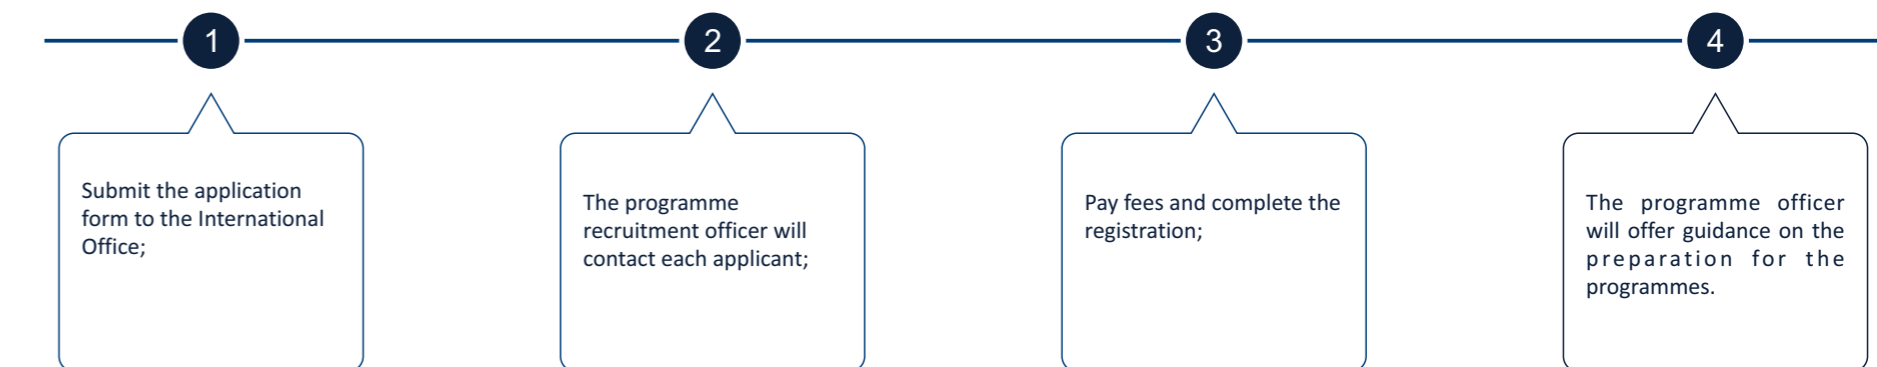 1
2
3
4
Submit the application
form to the International
Office;
The programme
recruitment officer will
contact each applicant;
Pay fees and complete the
registration;
The programme officer
will offer guidance on the
preparation for the
programmes.